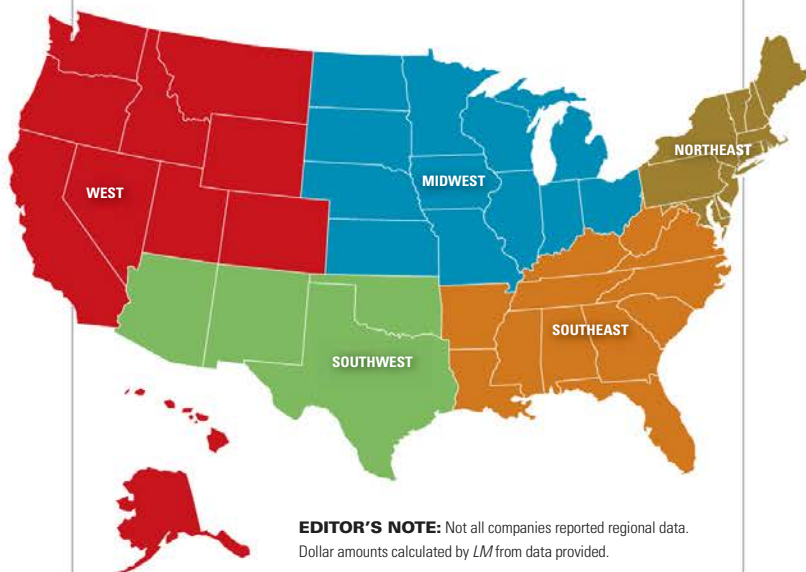 NORTHEAST
MIDWEST
WEST
SOUTHEAST
SOUTHWEST
EDITOR'S NOTE: Not all companies reported regional data.
Dollar amounts calculated by LM from data provided.